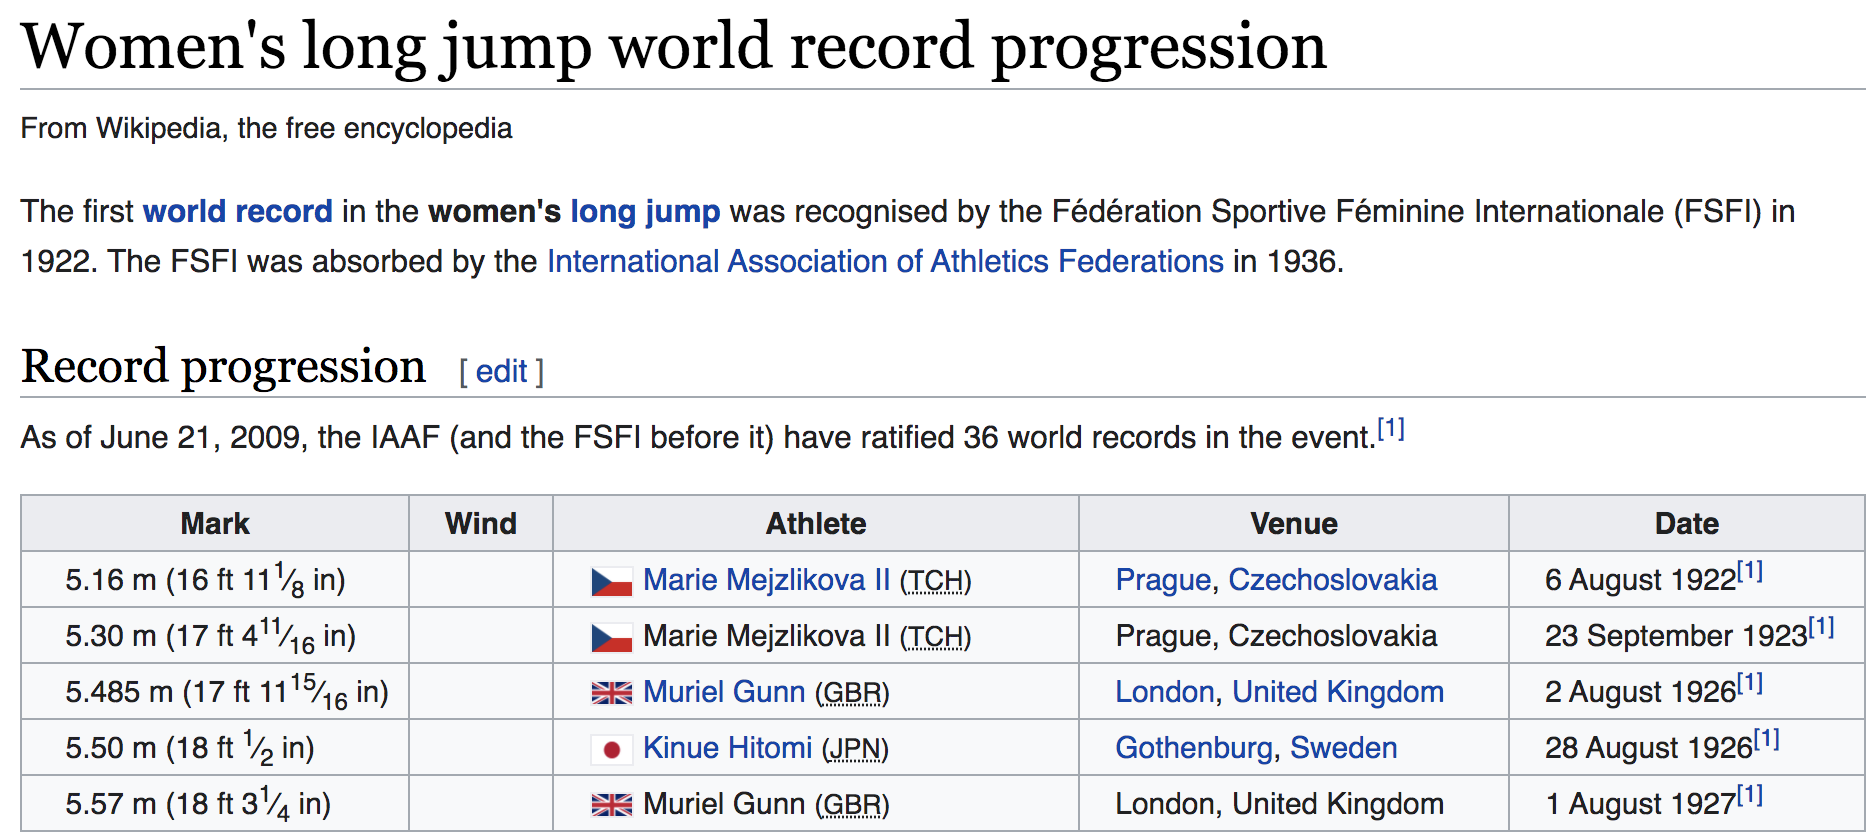 Women's long jump world record progression
From Wikipedia, the free encyclopedia
The first world record in the women's long jump was recognised by the Fédération Sportive Féminine Internationale (FSFI) in
1922. The FSFI was absorbed by the International Association of Athletics Federations in 1936.
Record progression [ edit ]
As of June 21, 2009, the IAAF (and the FSFI before it) have ratified 36 world records in the event.[1]
Mark Wind Athlete Venue Date
5.16 m (16 ft 11 1⁄8 in) Marie Mejzlikova II (TCH) Prague, Czechoslovakia 6 August 1922[1]
5.30 m (17 ft 4 11⁄16 in) Marie Mejzlikova II (TCH) Prague, Czechoslovakia 23 September 1923[1]
5.485 m (17 ft 11 15⁄16 in) Muriel Gunn (GBR) London, United Kingdom 2 August 1926[1]
5.50 m (18 ft 1⁄2 in) Kinue Hitomi (JPN) Gothenburg, Sweden 28 August 1926[1]
5.57 m (18 ft 3 1⁄4 in) Muriel Gunn (GBR) London, United Kingdom 1 August 1927[1]